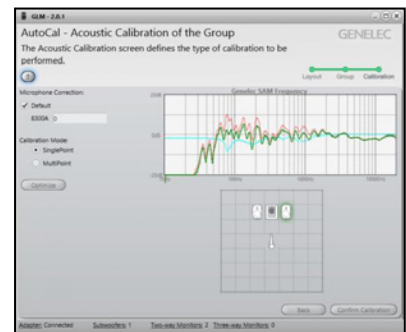 GLM - 2.0.1
AutoCal - Acoustic Calibration of the Group
GENELEC
The Acoustic Calibration screen defines the type of calibration to be
performed.
Layout Group Calibration
Microphone Correction:
Default
8300A
Calibration Mode:
SinglePoint
MultiPoint
Optimize
Genelec SAM Frequency
Back
Confirm Calibration
Adapter: Connected Subwoofers: 1 Two-way Monitors: 2 Three-way Monitors: 0